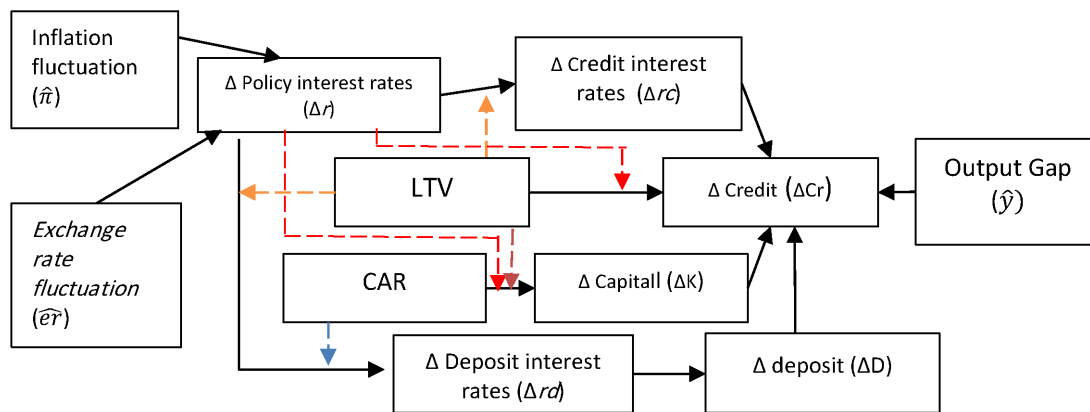 Inflation
fluctuation
(π̂)
Δ Policy interest rates
(Δr)
Δ Credit interest
rates (Δrc)
LTV
Δ Credit (ΔCr)
Output Gap
(ŷ)
Exchange
rate
fluctuation
(êr)
CAR
Δ Capitall (ΔK)
Δ Deposit interest
rates (Δrd)
Δ deposit (ΔD)